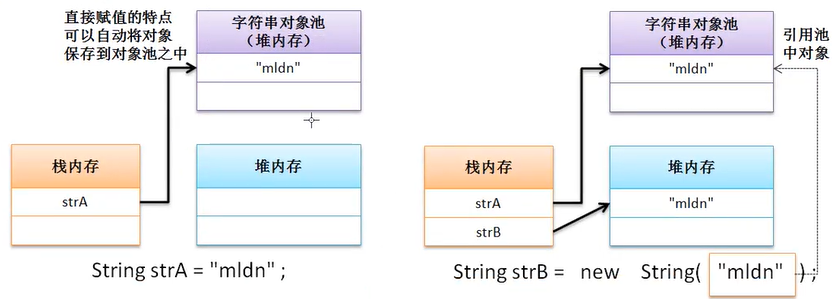 直接赋值的特点
可以自动将对象
保存到对象池之中
字符串对象池
（堆内存）
"mldn"
栈内存
strA
堆内存
String strA = "mldn" ;
字符串对象池
（堆内存）
"mldn"
引用池
中对象
栈内存
strA
strB
堆内存
"mldn"
String strB = new String( "mldn" ) ;